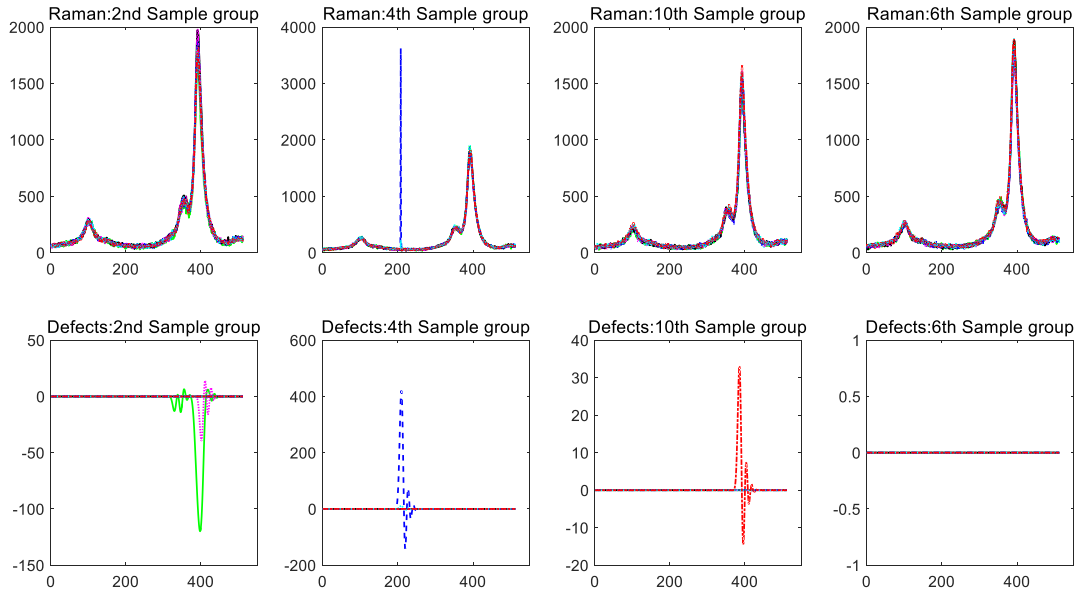 Raman:2nd Sample group
2000
1500
1000
500
0
0 200 400
Raman:4th Sample group
4000
3000
2000
1000
0
0 200 400
Raman:10th Sample group
2000
1500
1000
500
0
0 200 400
Raman:6th Sample group
2000
1500
1000
500
0
0 200 400
Defects:2nd Sample group
50
0
-50
-100
-150
0 200 400
Defects:4th Sample group
600
400
200
0
-200
0 200 400
Defects:10th Sample group
40
30
20
10
0
-10
-20
0 200 400
Defects:6th Sample group
1
0.5
0
-0.5
-1
0 200 400